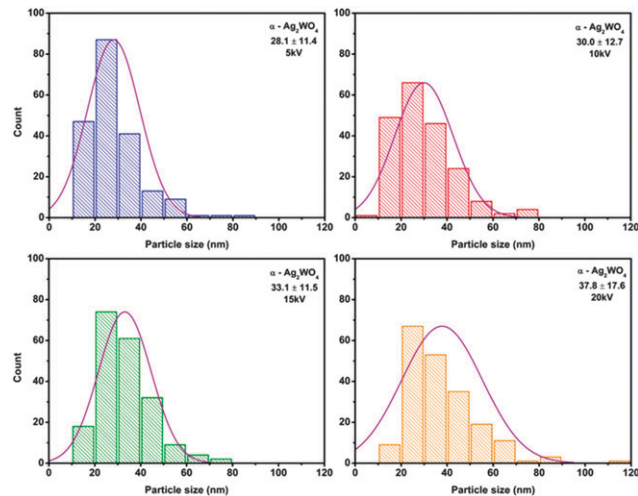 α - Ag₂WO₄
28.1 ± 11.4
5kV
100
80
60
40
20
0
Count
0 20 40 60 80 100 120
Particle size (nm)
α - Ag₂WO₄
30.0 ± 12.7
10kV
100
80
60
40
20
0
0 20 40 60 80 100 120
Particle size (nm)
α - Ag₂WO₄
33.1 ± 11.5
15kV
100
80
60
40
20
0
Count
0 20 40 60 80 100 120
Particle size (nm)
α - Ag₂WO₄
37.8 ± 17.6
20kV
100
80
60
40
20
0
0 20 40 60 80 100 120
Particle size (nm)